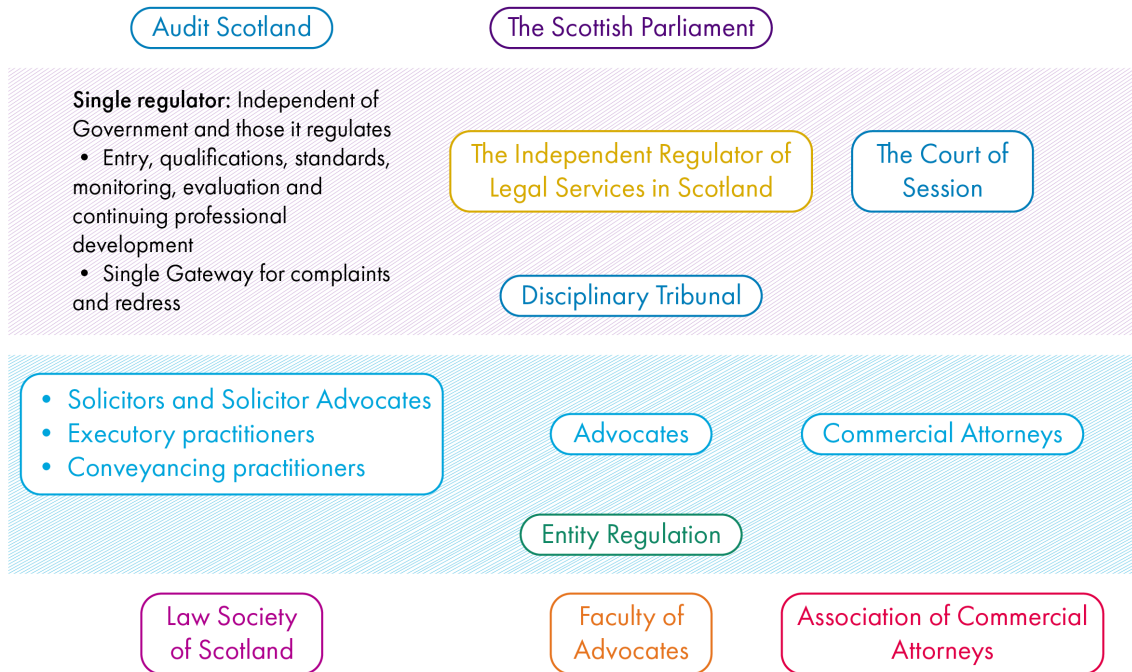 Audit Scotland
The Scottish Parliament
Single regulator: Independent of
Government and those it regulates
• Entry, qualifications, standards,
monitoring, evaluation and
continuing professional
development
• Single Gateway for complaints
and redress
The Independent Regulator of
Legal Services in Scotland
The Court of
Session
Disciplinary Tribunal
• Solicitors and Solicitor Advocates
• Executory practitioners
• Conveyancing practitioners
Advocates
Commercial Attorneys
Entity Regulation
Law Society
of Scotland
Faculty of
Advocates
Association of Commercial
Attorneys